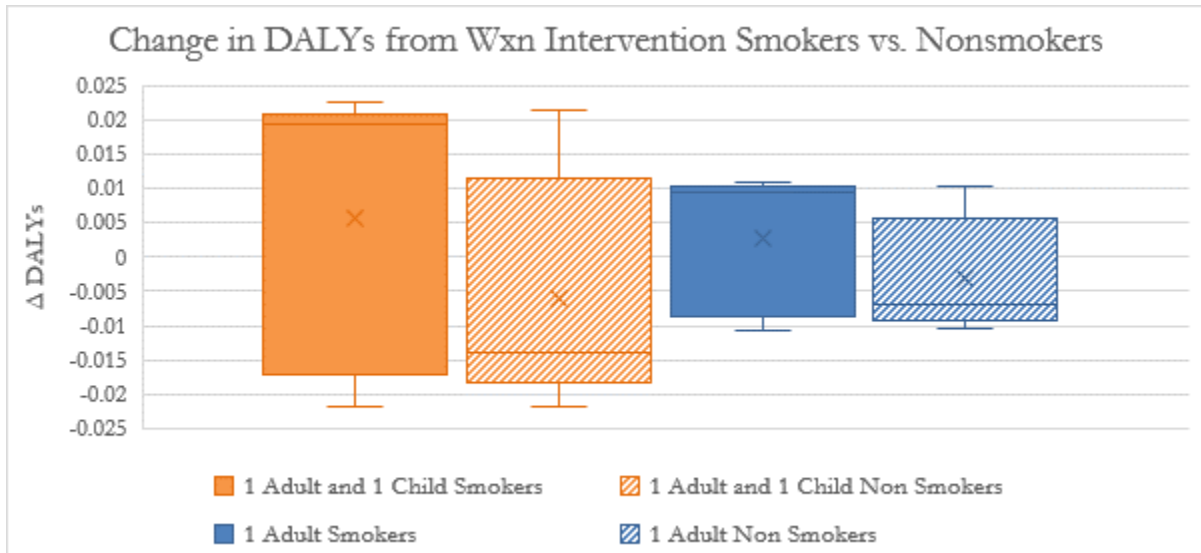 Change in DALYs from Wxn Intervention Smokers vs. Nonsmokers
0.025
0.02
0.015
0.01
0.005
0
-0.005
-0.01
-0.015
-0.02
-0.025
Δ DALYs
1 Adult and 1 Child Smokers
1 Adult and 1 Child Non Smokers
1 Adult Smokers
1 Adult Non Smokers